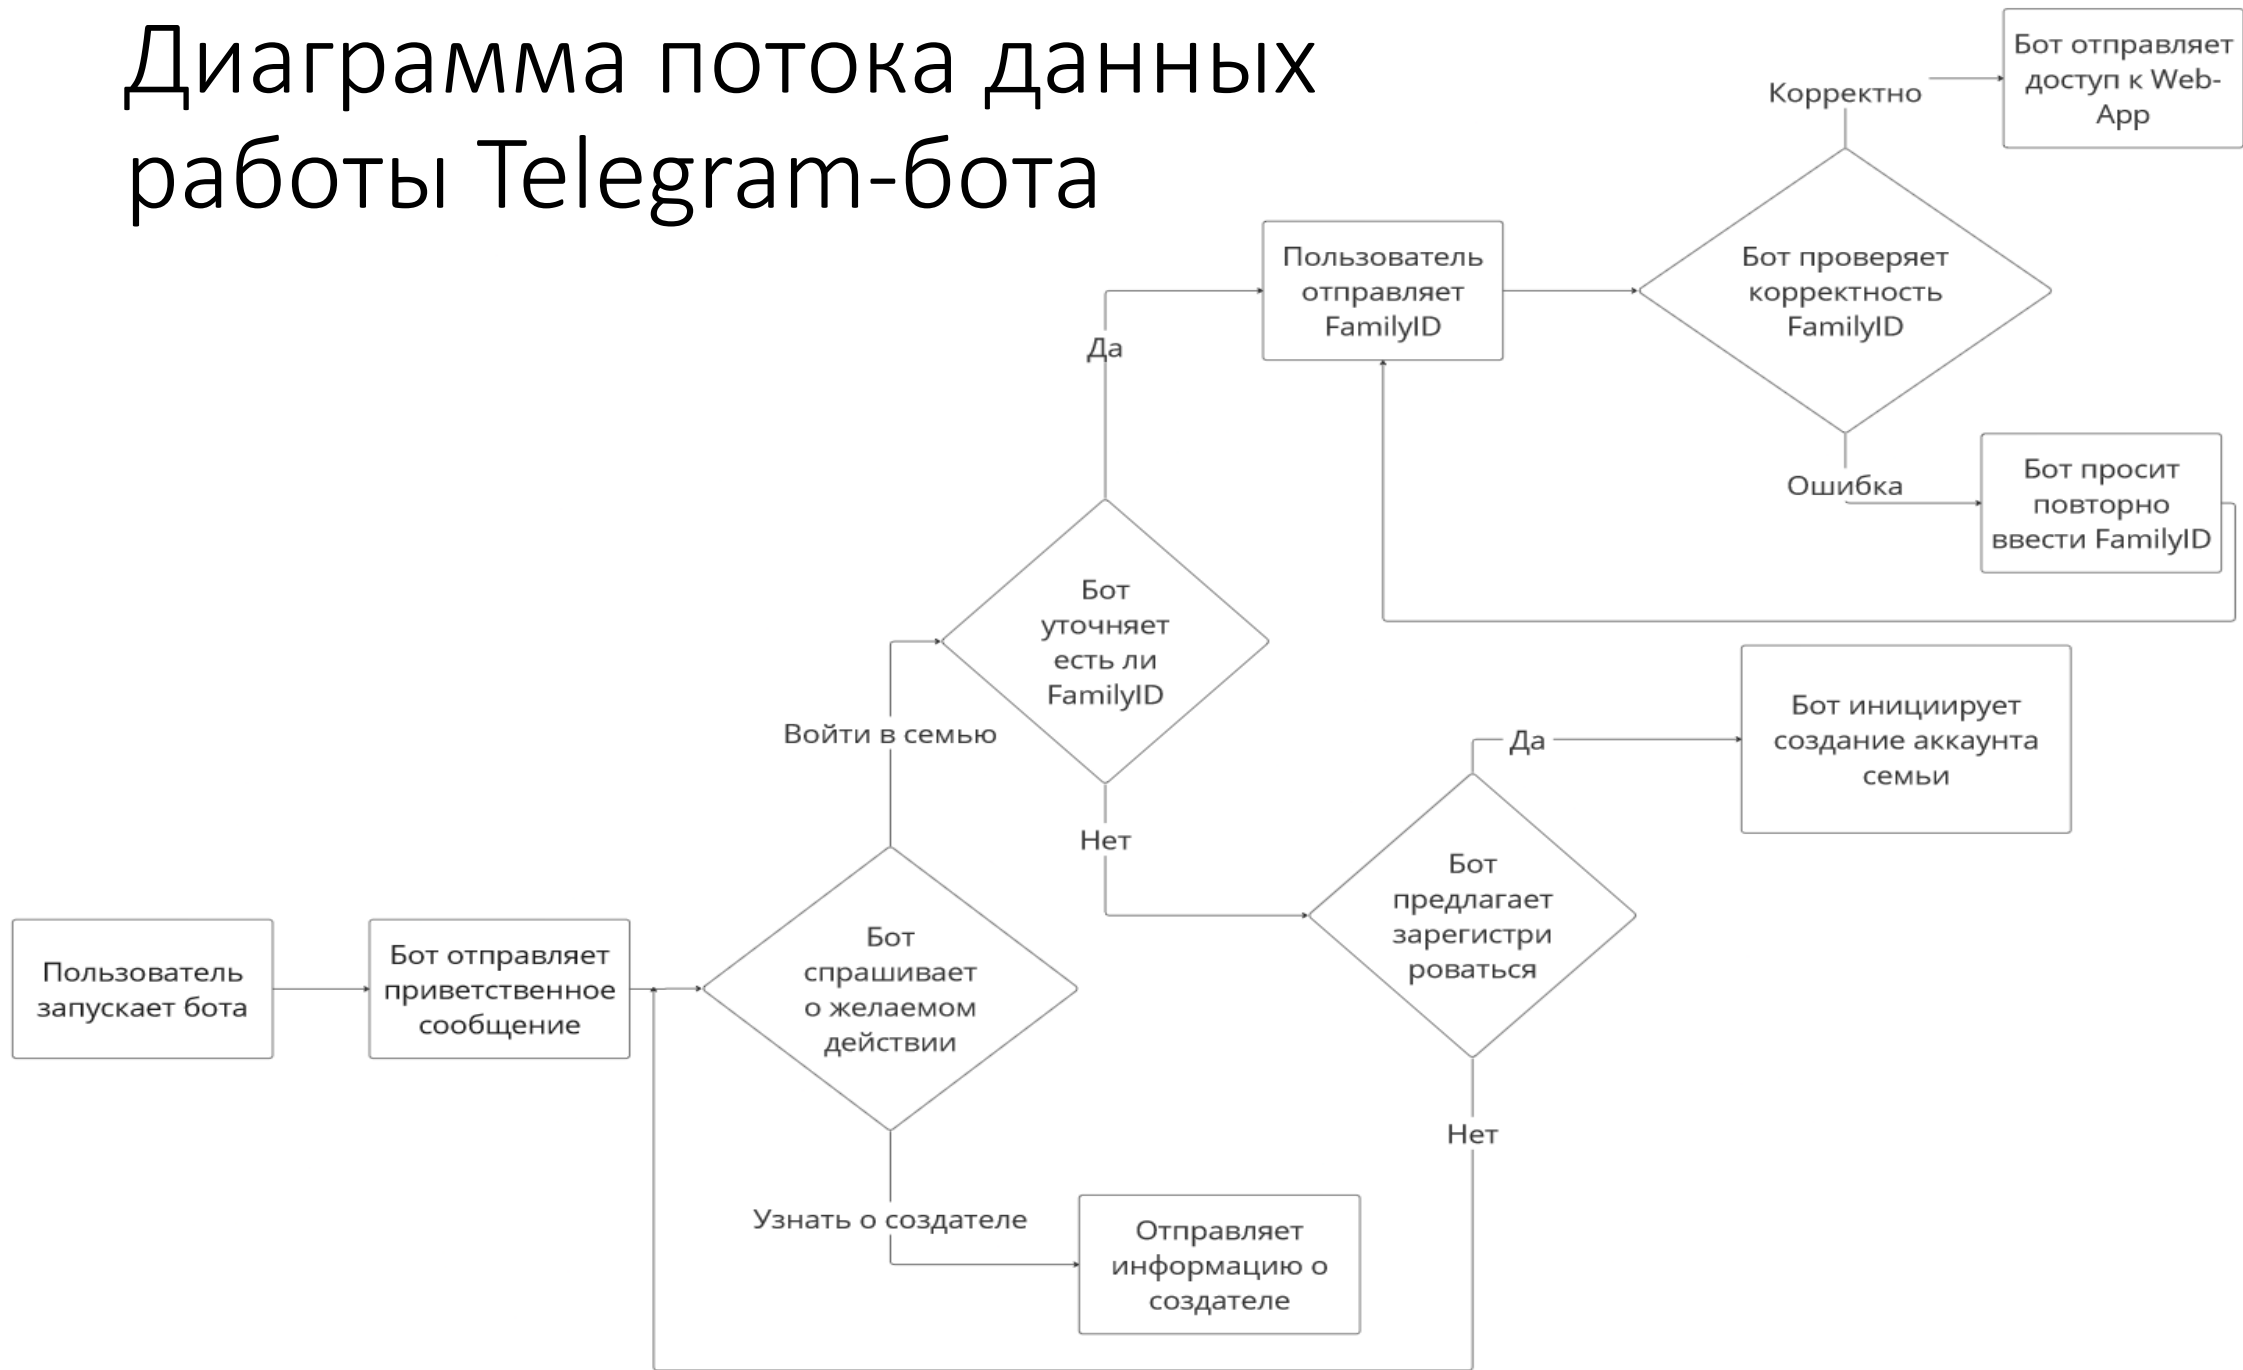 Диаграмма потока данных
работы Telegram-бота
Бот отправляет
доступ к Web-
App
Корректно
Пользователь
отправляет
FamilyID
Бот проверяет
корректность
FamilyID
Да
Ошибка
Бот просит
повторно
ввести FamilyID
Бот
уточняет
есть ли
FamilyID
Войти в семью
Да
Бот инициирует
создание аккаунта
семьи
Нет
Бот
предлагает
зарегистри
роваться
Пользователь
запускает бота
Бот отправляет
приветственное
сообщение
Бот
спрашивает
о желаемом
действии
Нет
Узнать о создателе
Отправляет
информацию о
создателе